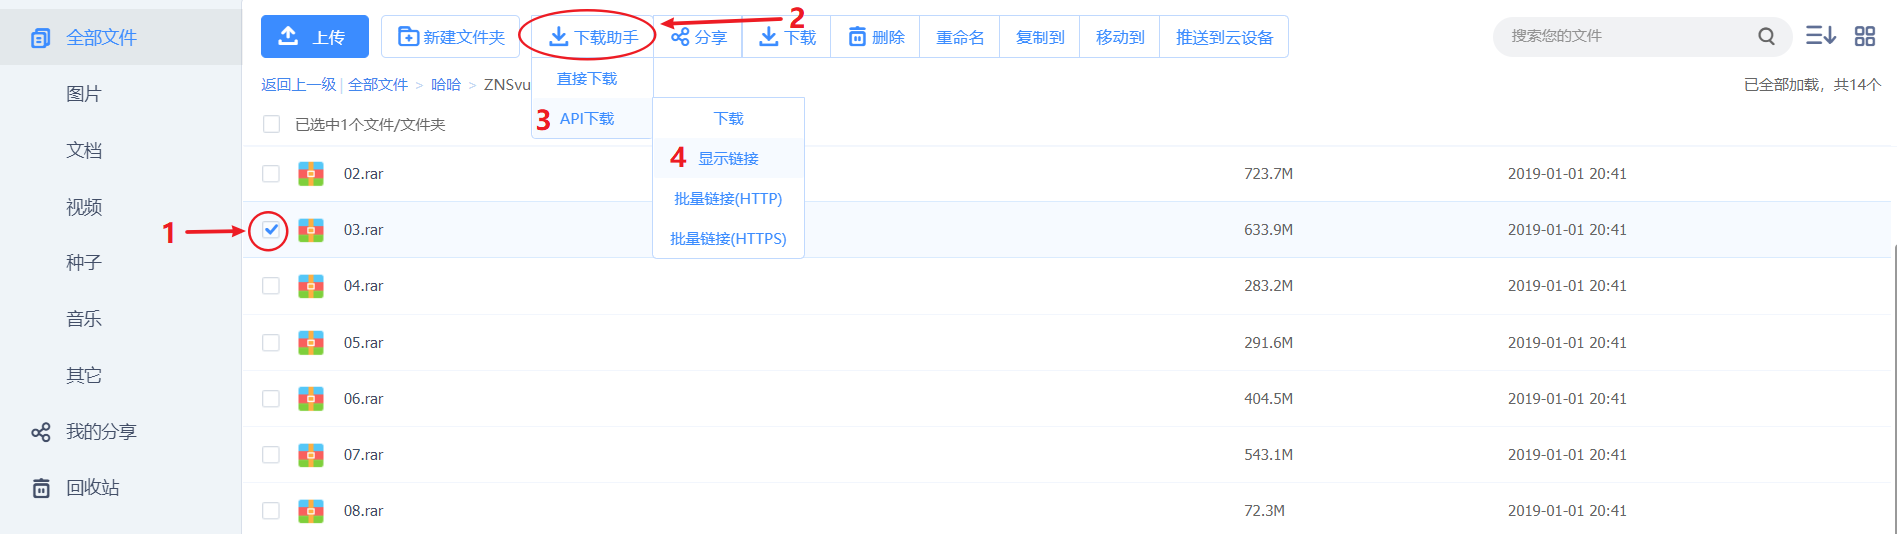 全部文件
图片
文档
视频
种子
音乐
其它
我的分享
回收站
上传 新建文件夹 下载助手 分享 下载 删除 重命名 复制到 移动到 推送到云设备
2
搜索您的文件
返回上一级 | 全部文件 > 哈哈 > ZNSvu
已全部加载，共14个
直接下载
3 API下载
下载
4 显示链接
批量链接(HTTP)
批量链接(HTTPS)
已选中1个文件/文件夹
02.rar 723.7M 2019-01-01 20:41
1
03.rar 633.9M 2019-01-01 20:41
04.rar 283.2M 2019-01-01 20:41
05.rar 291.6M 2019-01-01 20:41
06.rar 404.5M 2019-01-01 20:41
07.rar 543.1M 2019-01-01 20:41
08.rar 72.3M 2019-01-01 20:41